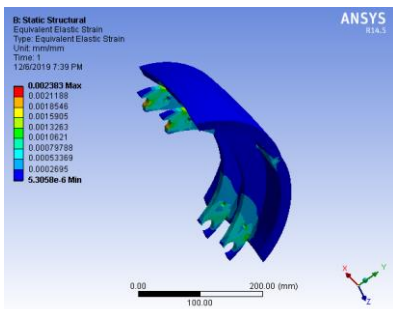 B: Static Structural
Equivalent Elastic Strain
Type: Equivalent Elastic Strain
Unit: mm/mm
Time: 1
12/6/2019 7:39 PM
0.002383 Max
0.0021188
0.0018546
0.0015905
0.0013263
0.0010621
0.00079788
0.00053369
0.0002695
5.3058e-6 Min
ANSYS
R14.5
0.00
200.00 (mm)
100.00
X
Y
Z